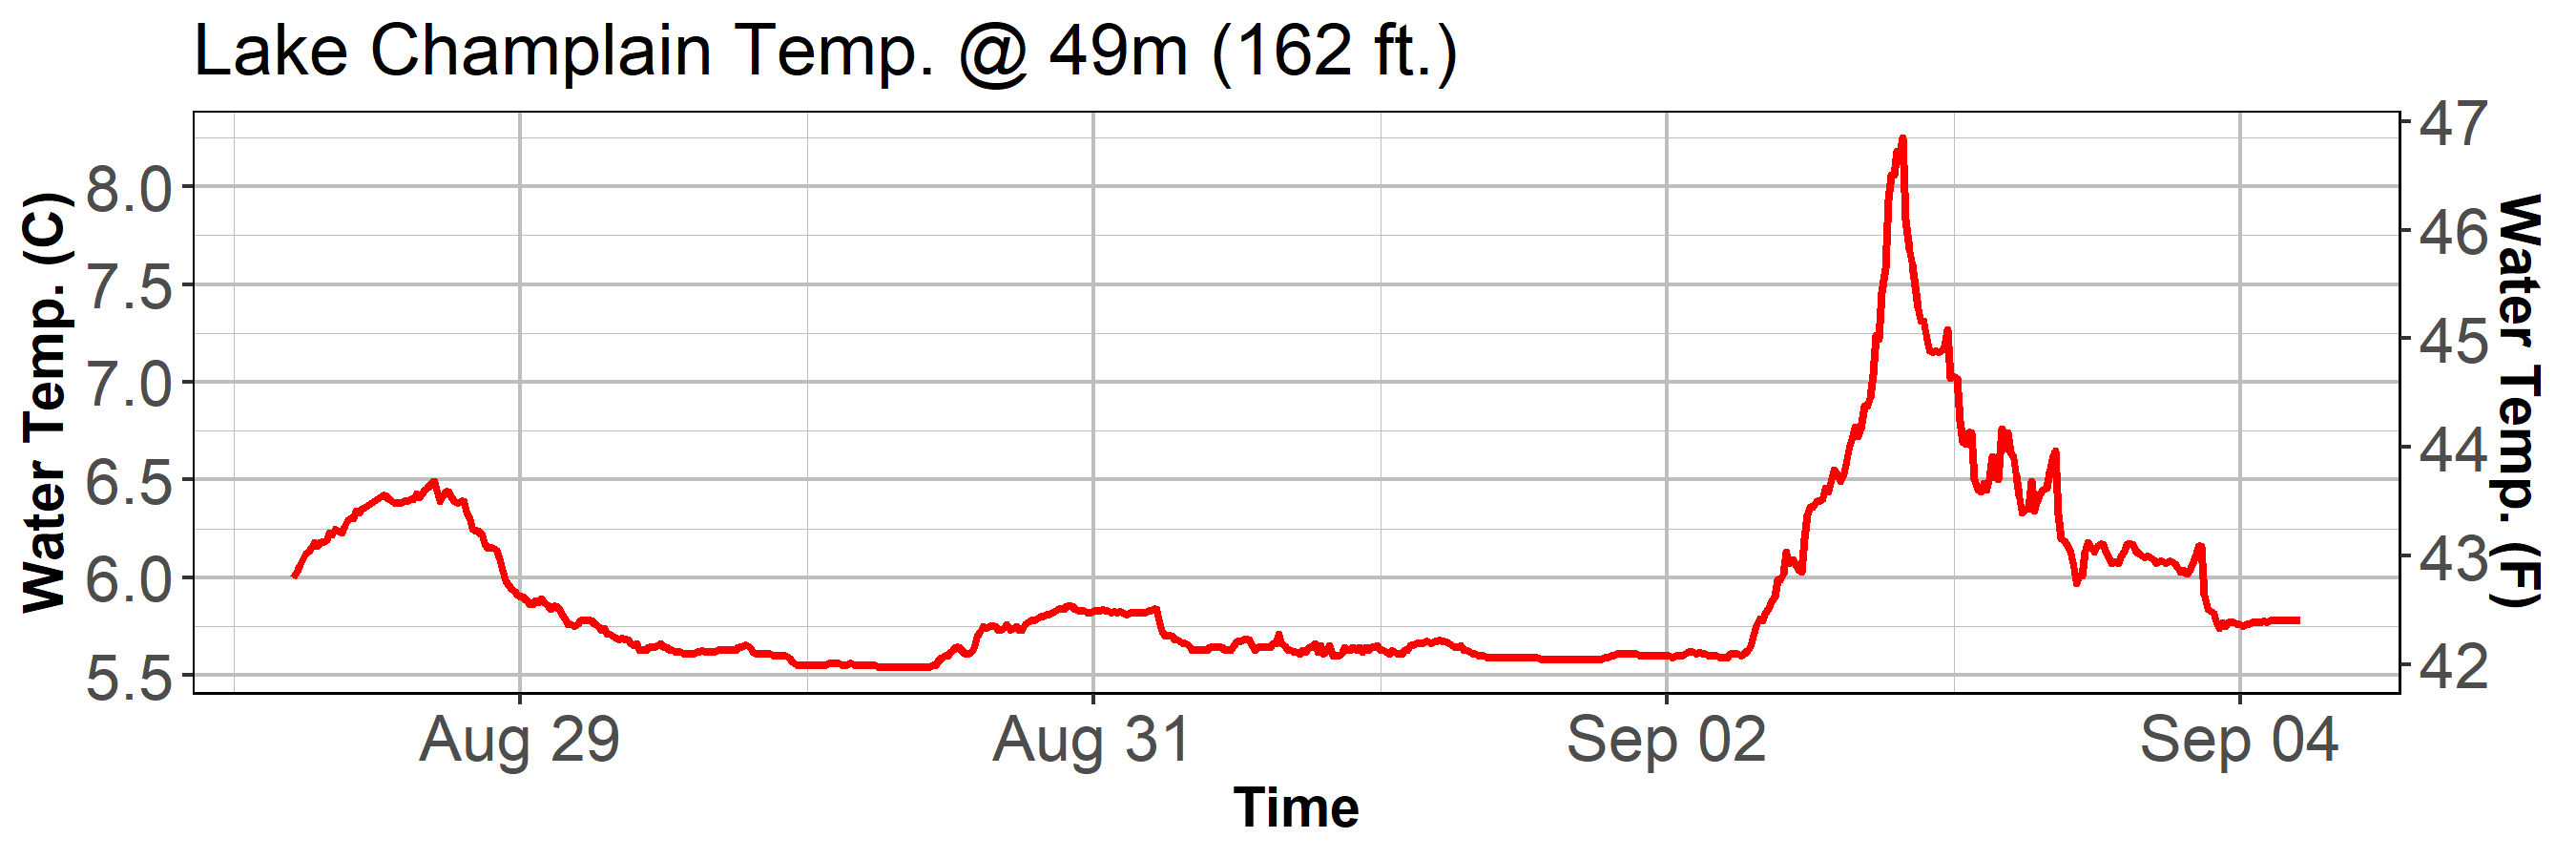 Lake Champlain Temp. @ 49m (162 ft.)
Water Temp. (C)
8.0
7.5
7.0
6.5
6.0
5.5
47
46
45
44
43
42
Water Temp. (F)
Aug 29
Aug 31
Sep 02
Sep 04
Time